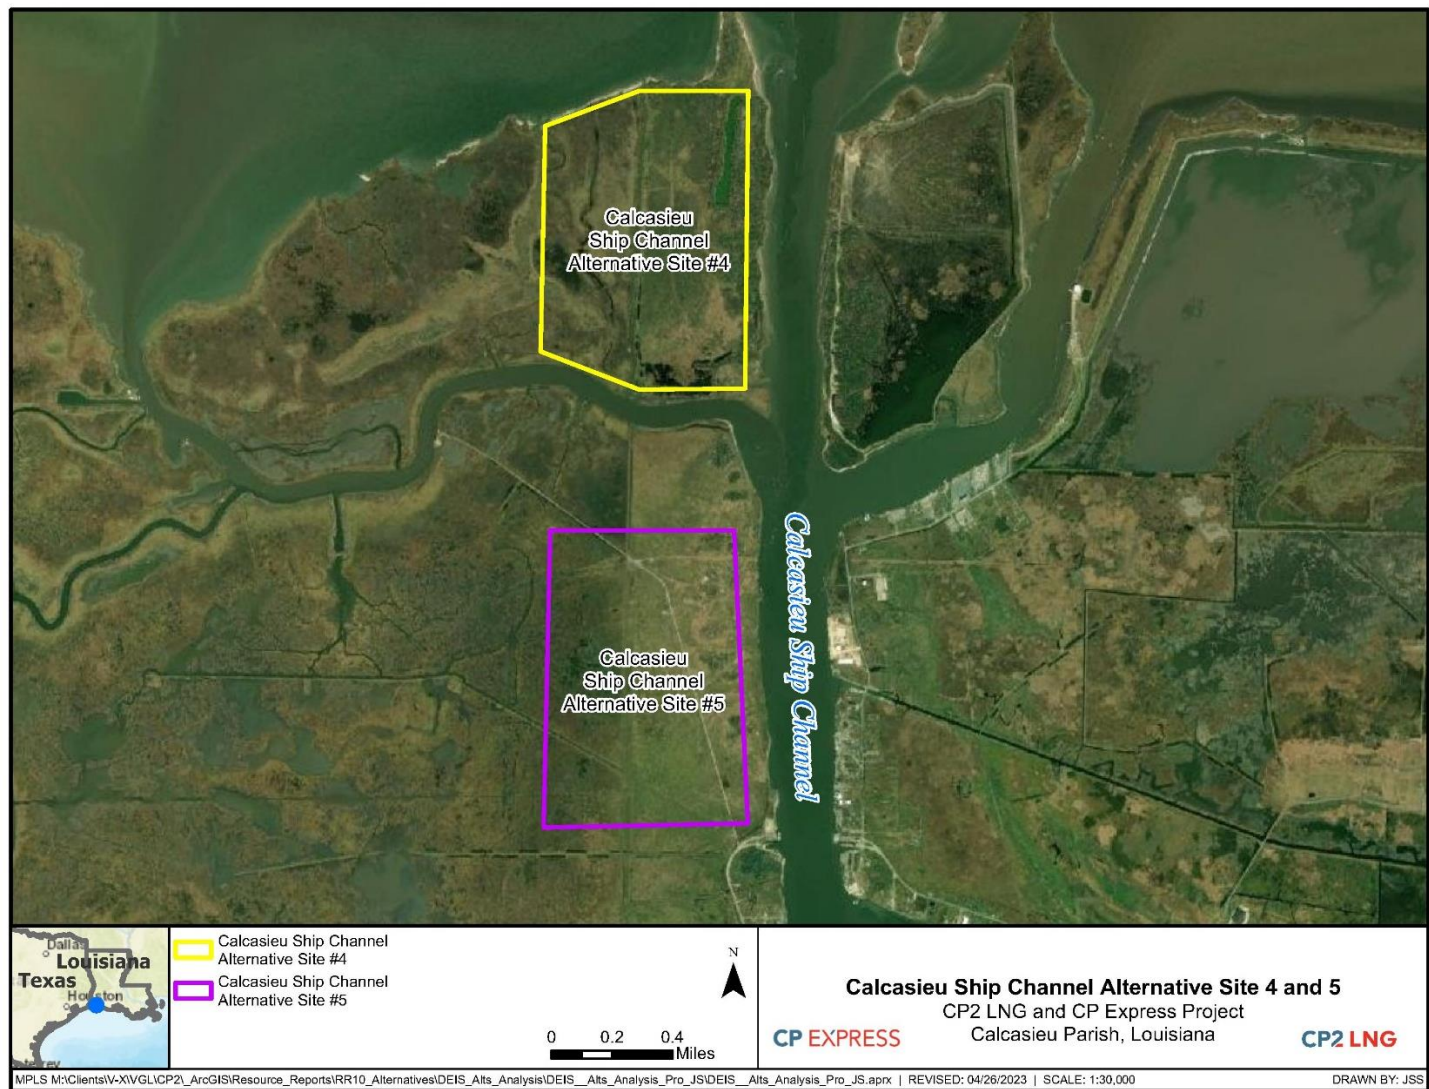 Calcasieu
Ship Channel
Alternative Site #4
Calcasieu Ship Channel
Calcasieu
Ship Channel
Alternative Site #5
Dallas
Louisiana
Texas
Houston
Calcasieu Ship Channel
Alternative Site #4
Calcasieu Ship Channel
Alternative Site #5
N
0 0.2 0.4
Miles
Calcasieu Ship Channel Alternative Site 4 and 5
CP2 LNG and CP Express Project
Calcasieu Parish, Louisiana
CP EXPRESS
CP2 LNG
MPLS M:\Clients\V-X\VGL\CP2\_ArcGIS\Resource_Reports\RR10_Alternatives\DEIS_Alts_Analysis\DEIS__Alts_Analysis_Pro_JS\DEIS__Alts_Analysis_Pro_JS.aprx | REVISED: 04/26/2023 | SCALE: 1:30,000
DRAWN BY: JSS